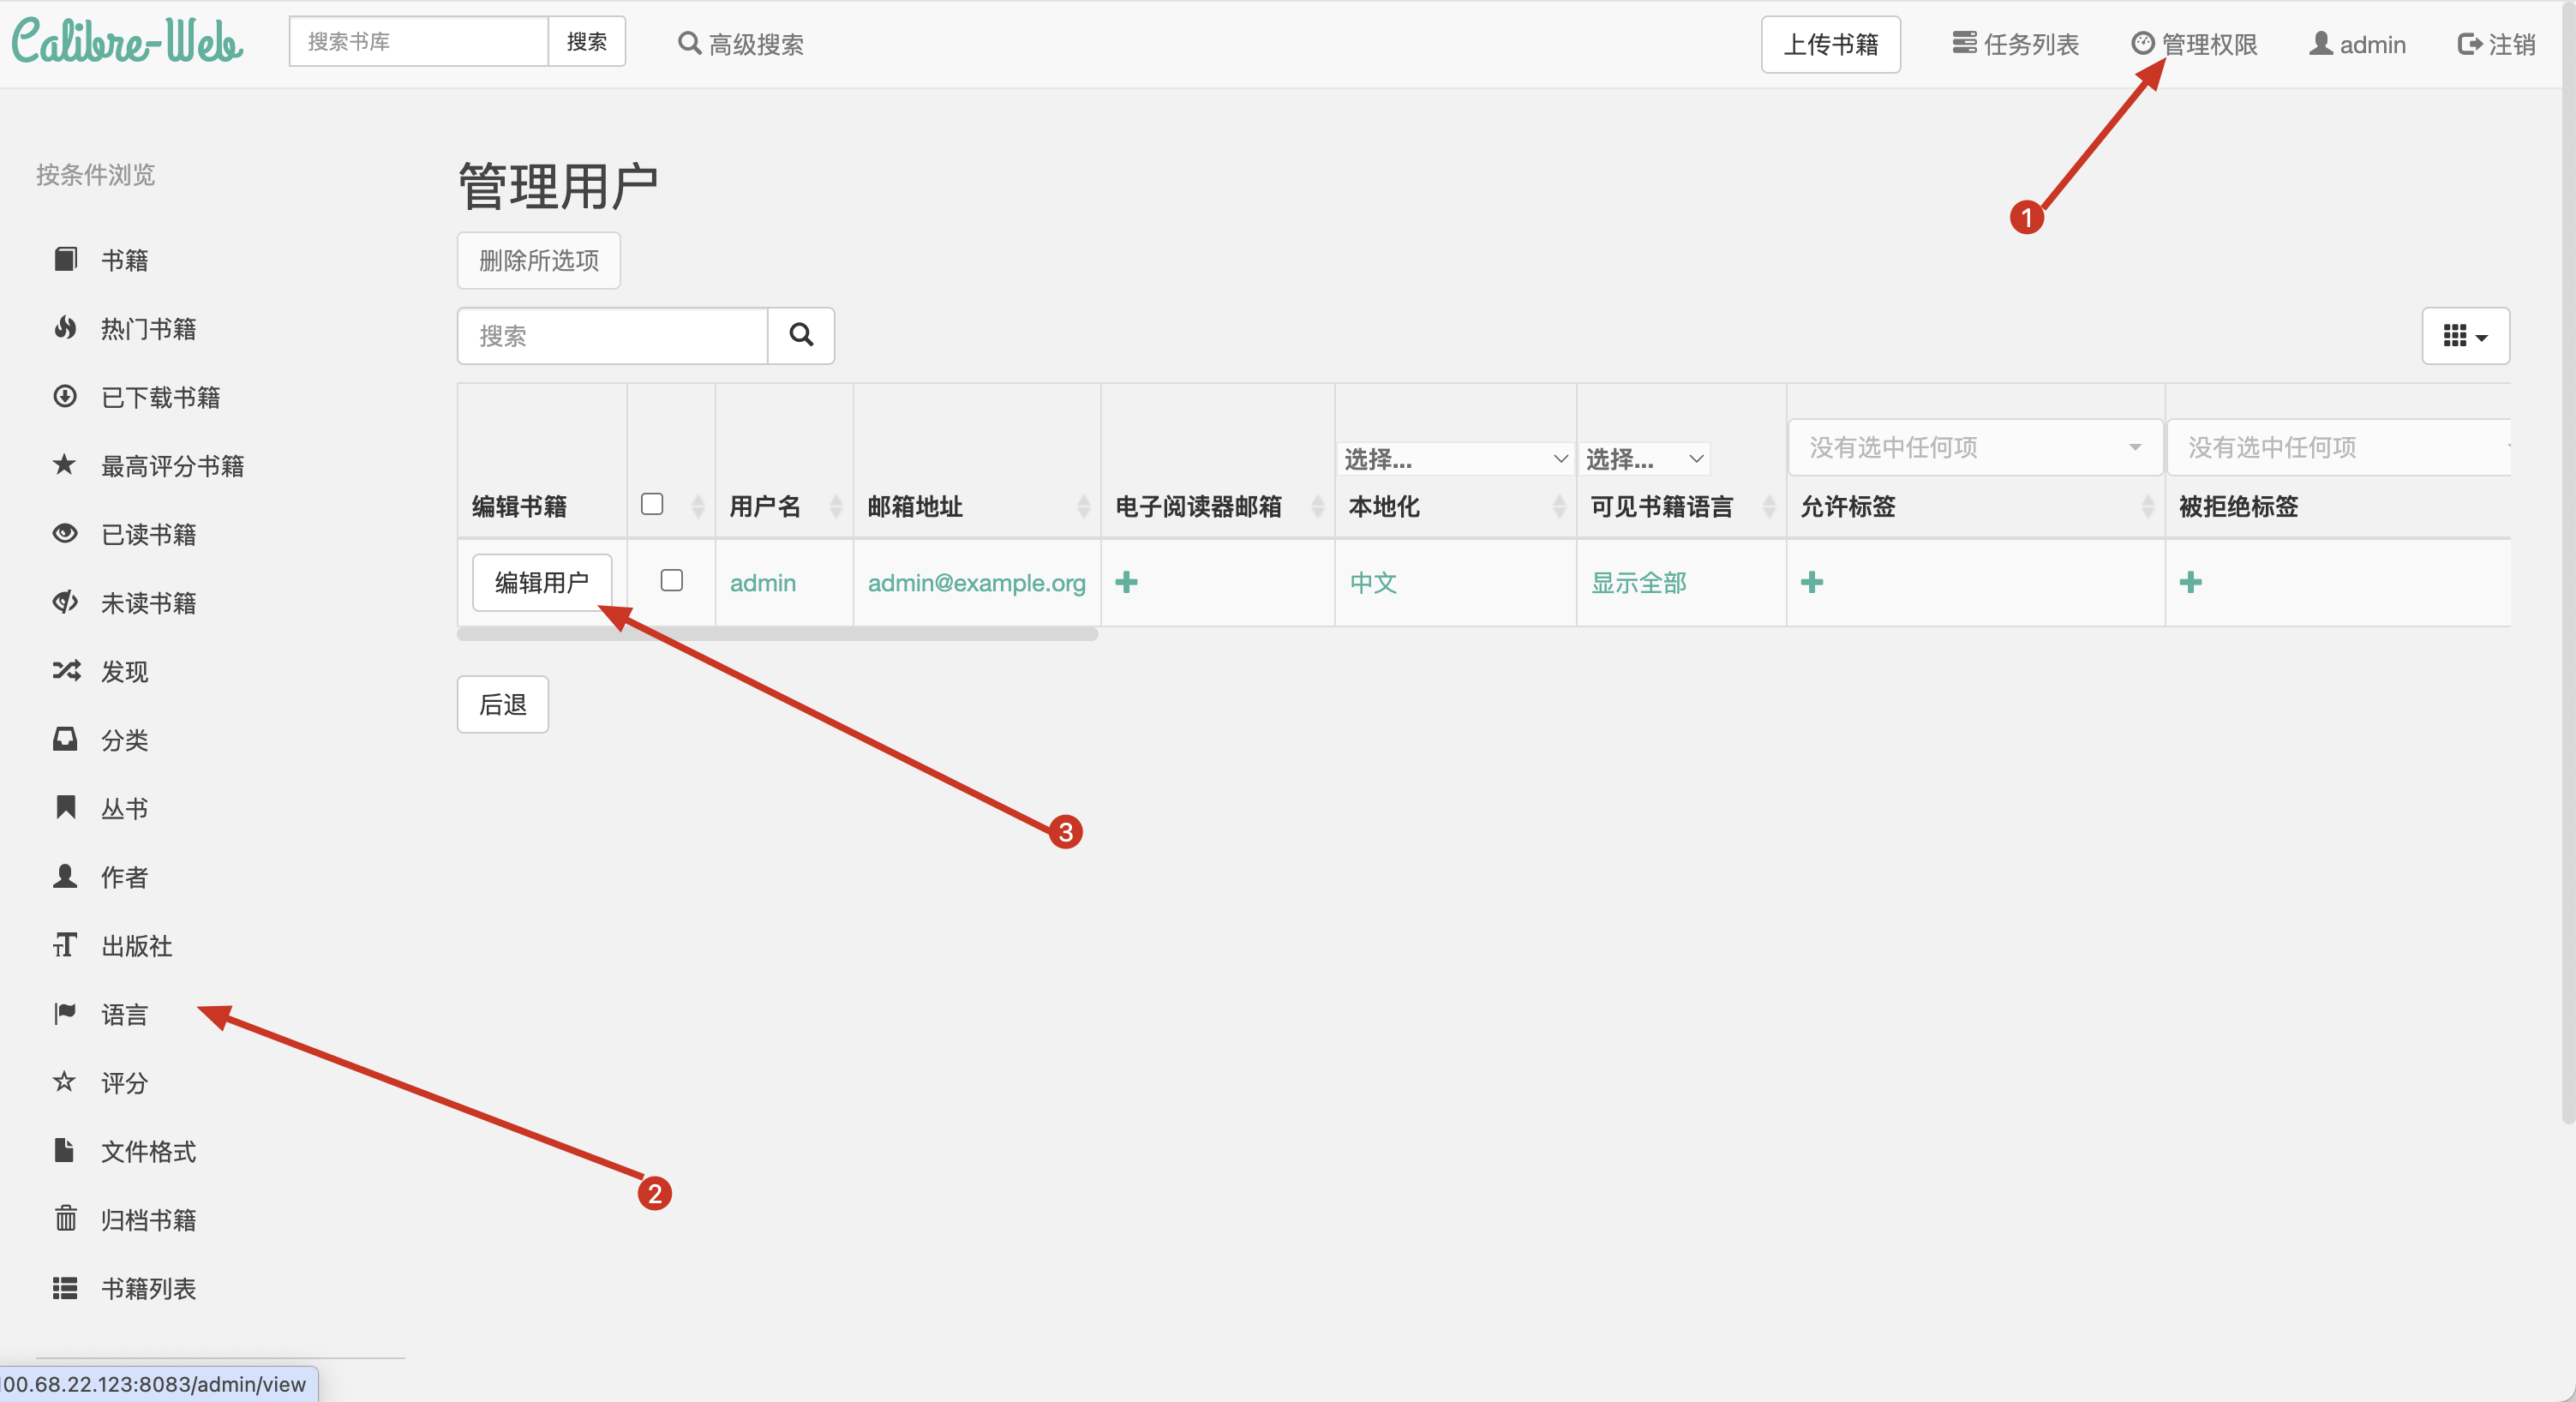 Calibre-Web 搜索书库 搜索 高级搜索 上传书籍 任务列表 管理权限 admin 注销
1
按条件浏览
书籍
热门书籍
已下载书籍
最高评分书籍
已读书籍
未读书籍
发现
分类
丛书
作者
出版社
语言
评分
文件格式
归档书籍
书籍列表
管理用户
删除所选项
搜索
选择... 选择... 没有选中任何项 没有选中任何项
编辑书籍 用户名 邮箱地址 电子阅读器邮箱 本地化 可见书籍语言 允许标签 被拒绝标签
编辑用户 admin admin@example.org 中文 显示全部
后退
3
2
00.68.22.123:8083/admin/view